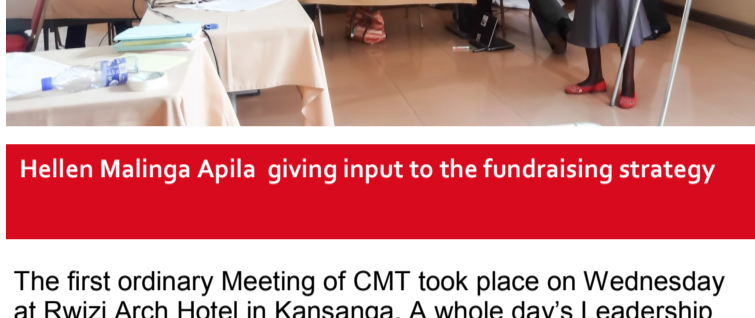 Hellen Malinga Apila giving input to the fundraising strategy
The first ordinary Meeting of CMT took place on Wednesday
at Rwizi Arch Hotel in Kansanga. A whole day's Leadership